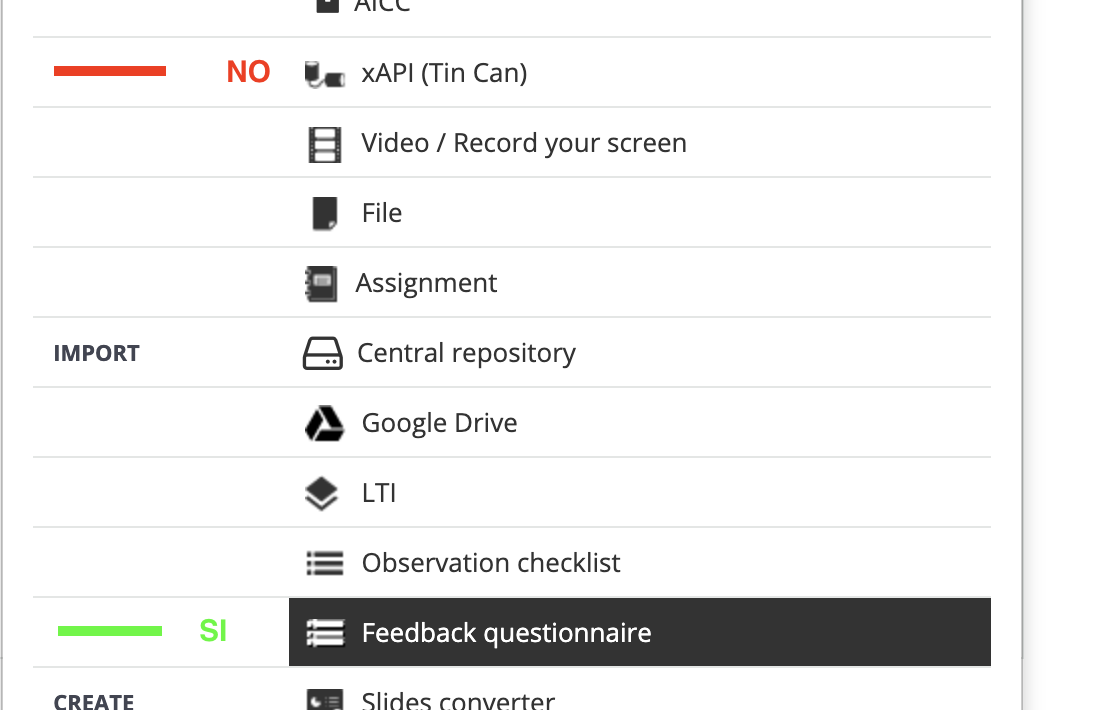 AICC
NO xAPI (Tin Can)
Video / Record your screen
File
Assignment
IMPORT Central repository
Google Drive
LTI
Observation checklist
SI Feedback questionnaire
CREATE Slides converter